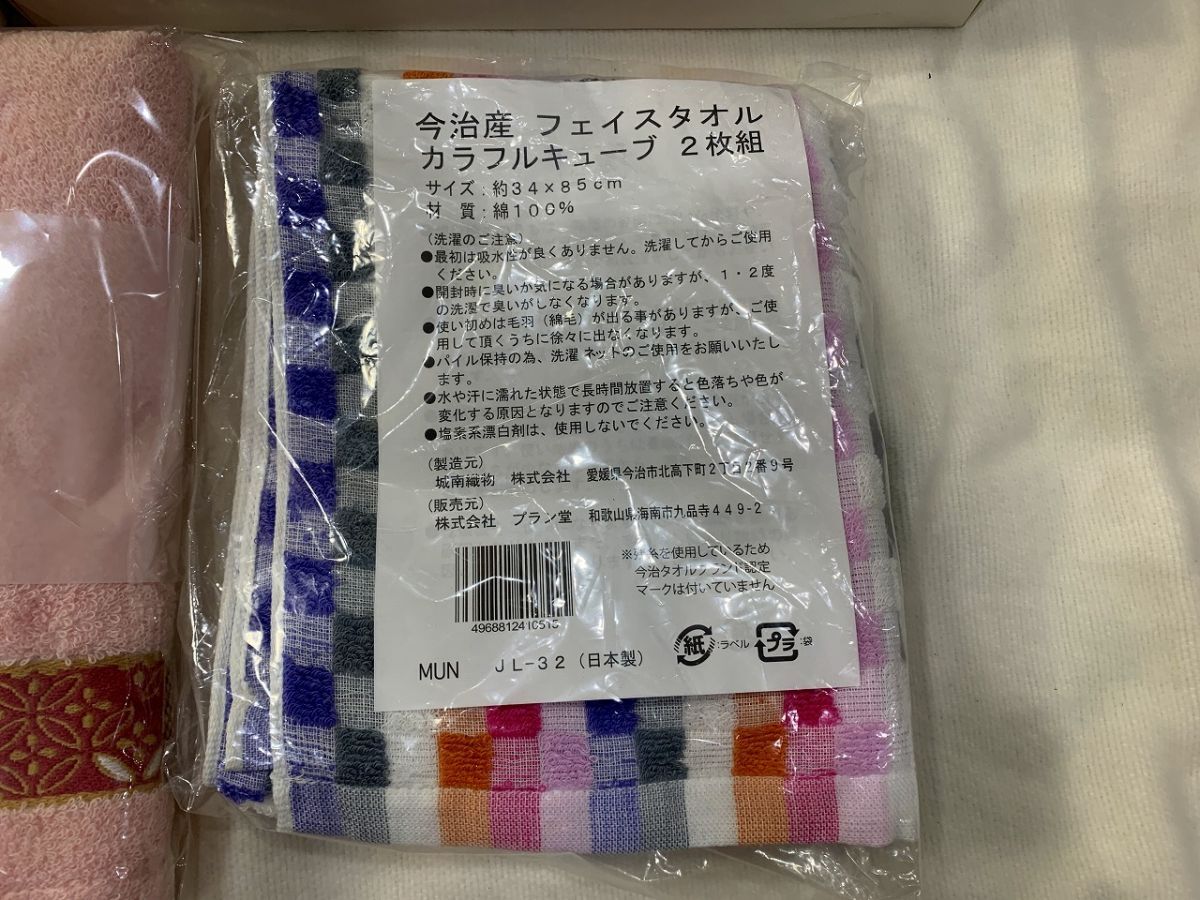 今治産 フェイスタオル
カラフルキューブ 2枚組
サイズ：約34×85cm
材 質：綿100%
（洗濯のご注意）
●最初は吸水性が良くありません。洗濯してからご使用
ください。
●開封時に臭いが気になる場合がありますが、1・2度
の洗濯で臭いがしなくなります。
●使い初めは毛羽（綿毛）が出る事がありますが、ご使
用して頂くうちに徐々に出なくなります。
●パイル保持の為、洗濯ネットのご使用をお願いいたし
ます。
●水や汗に濡れた状態で長時間放置すると色落ちや色が
変化する原因となりますのでご注意ください。
●塩素系漂白剤は、使用しないでください。
（製造元）
城南織物 株式会社 愛媛県今治市北高下町2丁目2番9号
（販売元）
株式会社 プラン堂 和歌山県海南市九品寺449-2
※残糸を使用しているため
今治タオルブランド認定
マークは付いていません
4968812410515
紙：ラベル プラ：袋
MUN JL-32（日本製）